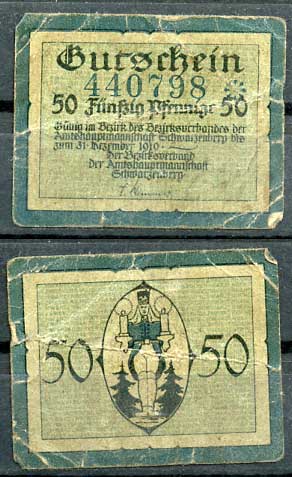 Gutschein
440798
50 Fünfzig Pfennige 50
Gültig im Bezirk des Bezirksverbandes der
Amtshauptmannschaft Schwarzenberg bis
zum 31. Dezember 1919.
Der Bezirksverband
der Amtshauptmannschaft
Schwarzenberg
50 50